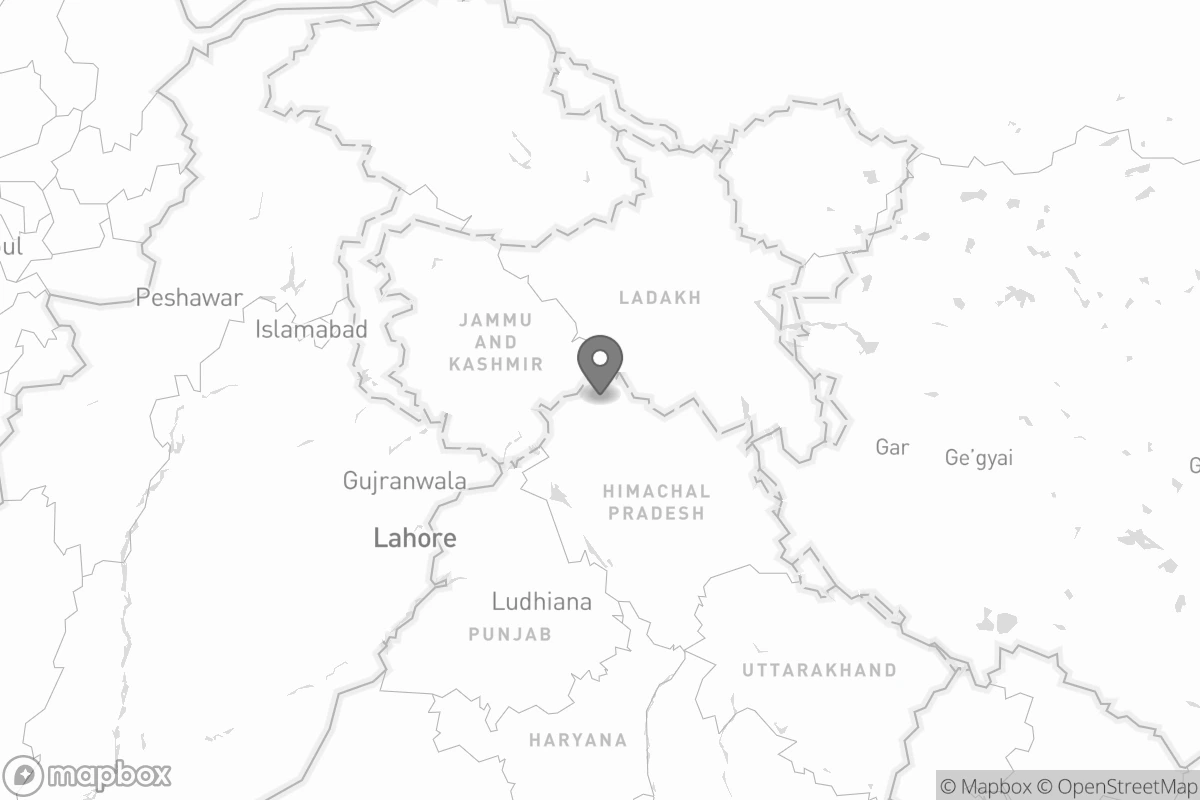 LADAKH
Peshawar
JAMMU
AND
KASHMIR
Islamabad
Gar
Ge’gyai
Gujranwala
HIMACHAL
PRADESH
Lahore
Ludhiana
PUNJAB
UTTARAKHAND
HARYANA
mapbox
© Mapbox © OpenStreetMap